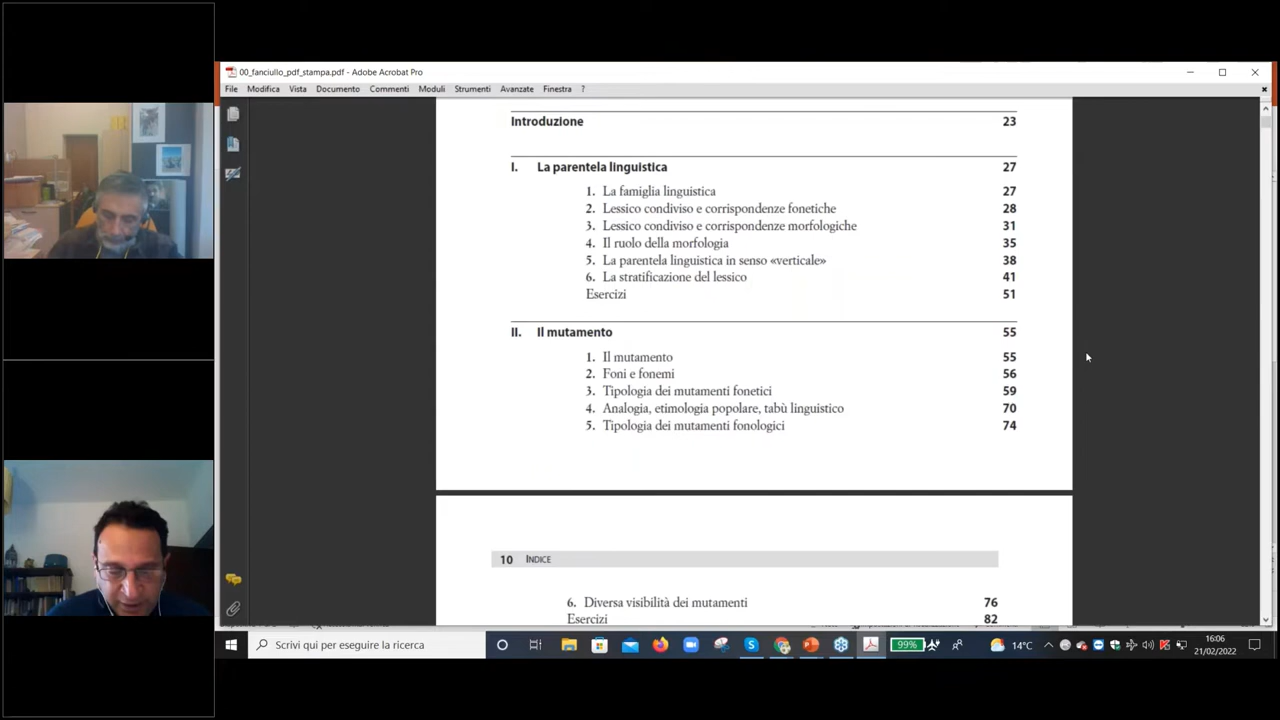 00_fanciullo_pdf_stampa.pdf - Adobe Acrobat Pro
File Modifica Vista Documento Commenti Moduli Strumenti Avanzate Finestra ?
Introduzione 23
I. La parentela linguistica 27
1. La famiglia linguistica 27
2. Lessico condiviso e corrispondenze fonetiche 28
3. Lessico condiviso e corrispondenze morfologiche 31
4. Il ruolo della morfologia 35
5. La parentela linguistica in senso «verticale» 38
6. La stratificazione del lessico 41
Esercizi 51
II. Il mutamento 55
1. Il mutamento 55
2. Foni e fonemi 56
3. Tipologia dei mutamenti fonetici 59
4. Analogia, etimologia popolare, tabù linguistico 70
5. Tipologia dei mutamenti fonologici 74
10 INDICE
6. Diversa visibilità dei mutamenti 76
Esercizi 82
Scrivi qui per eseguire la ricerca
99%
14°C
16:06
21/02/2022